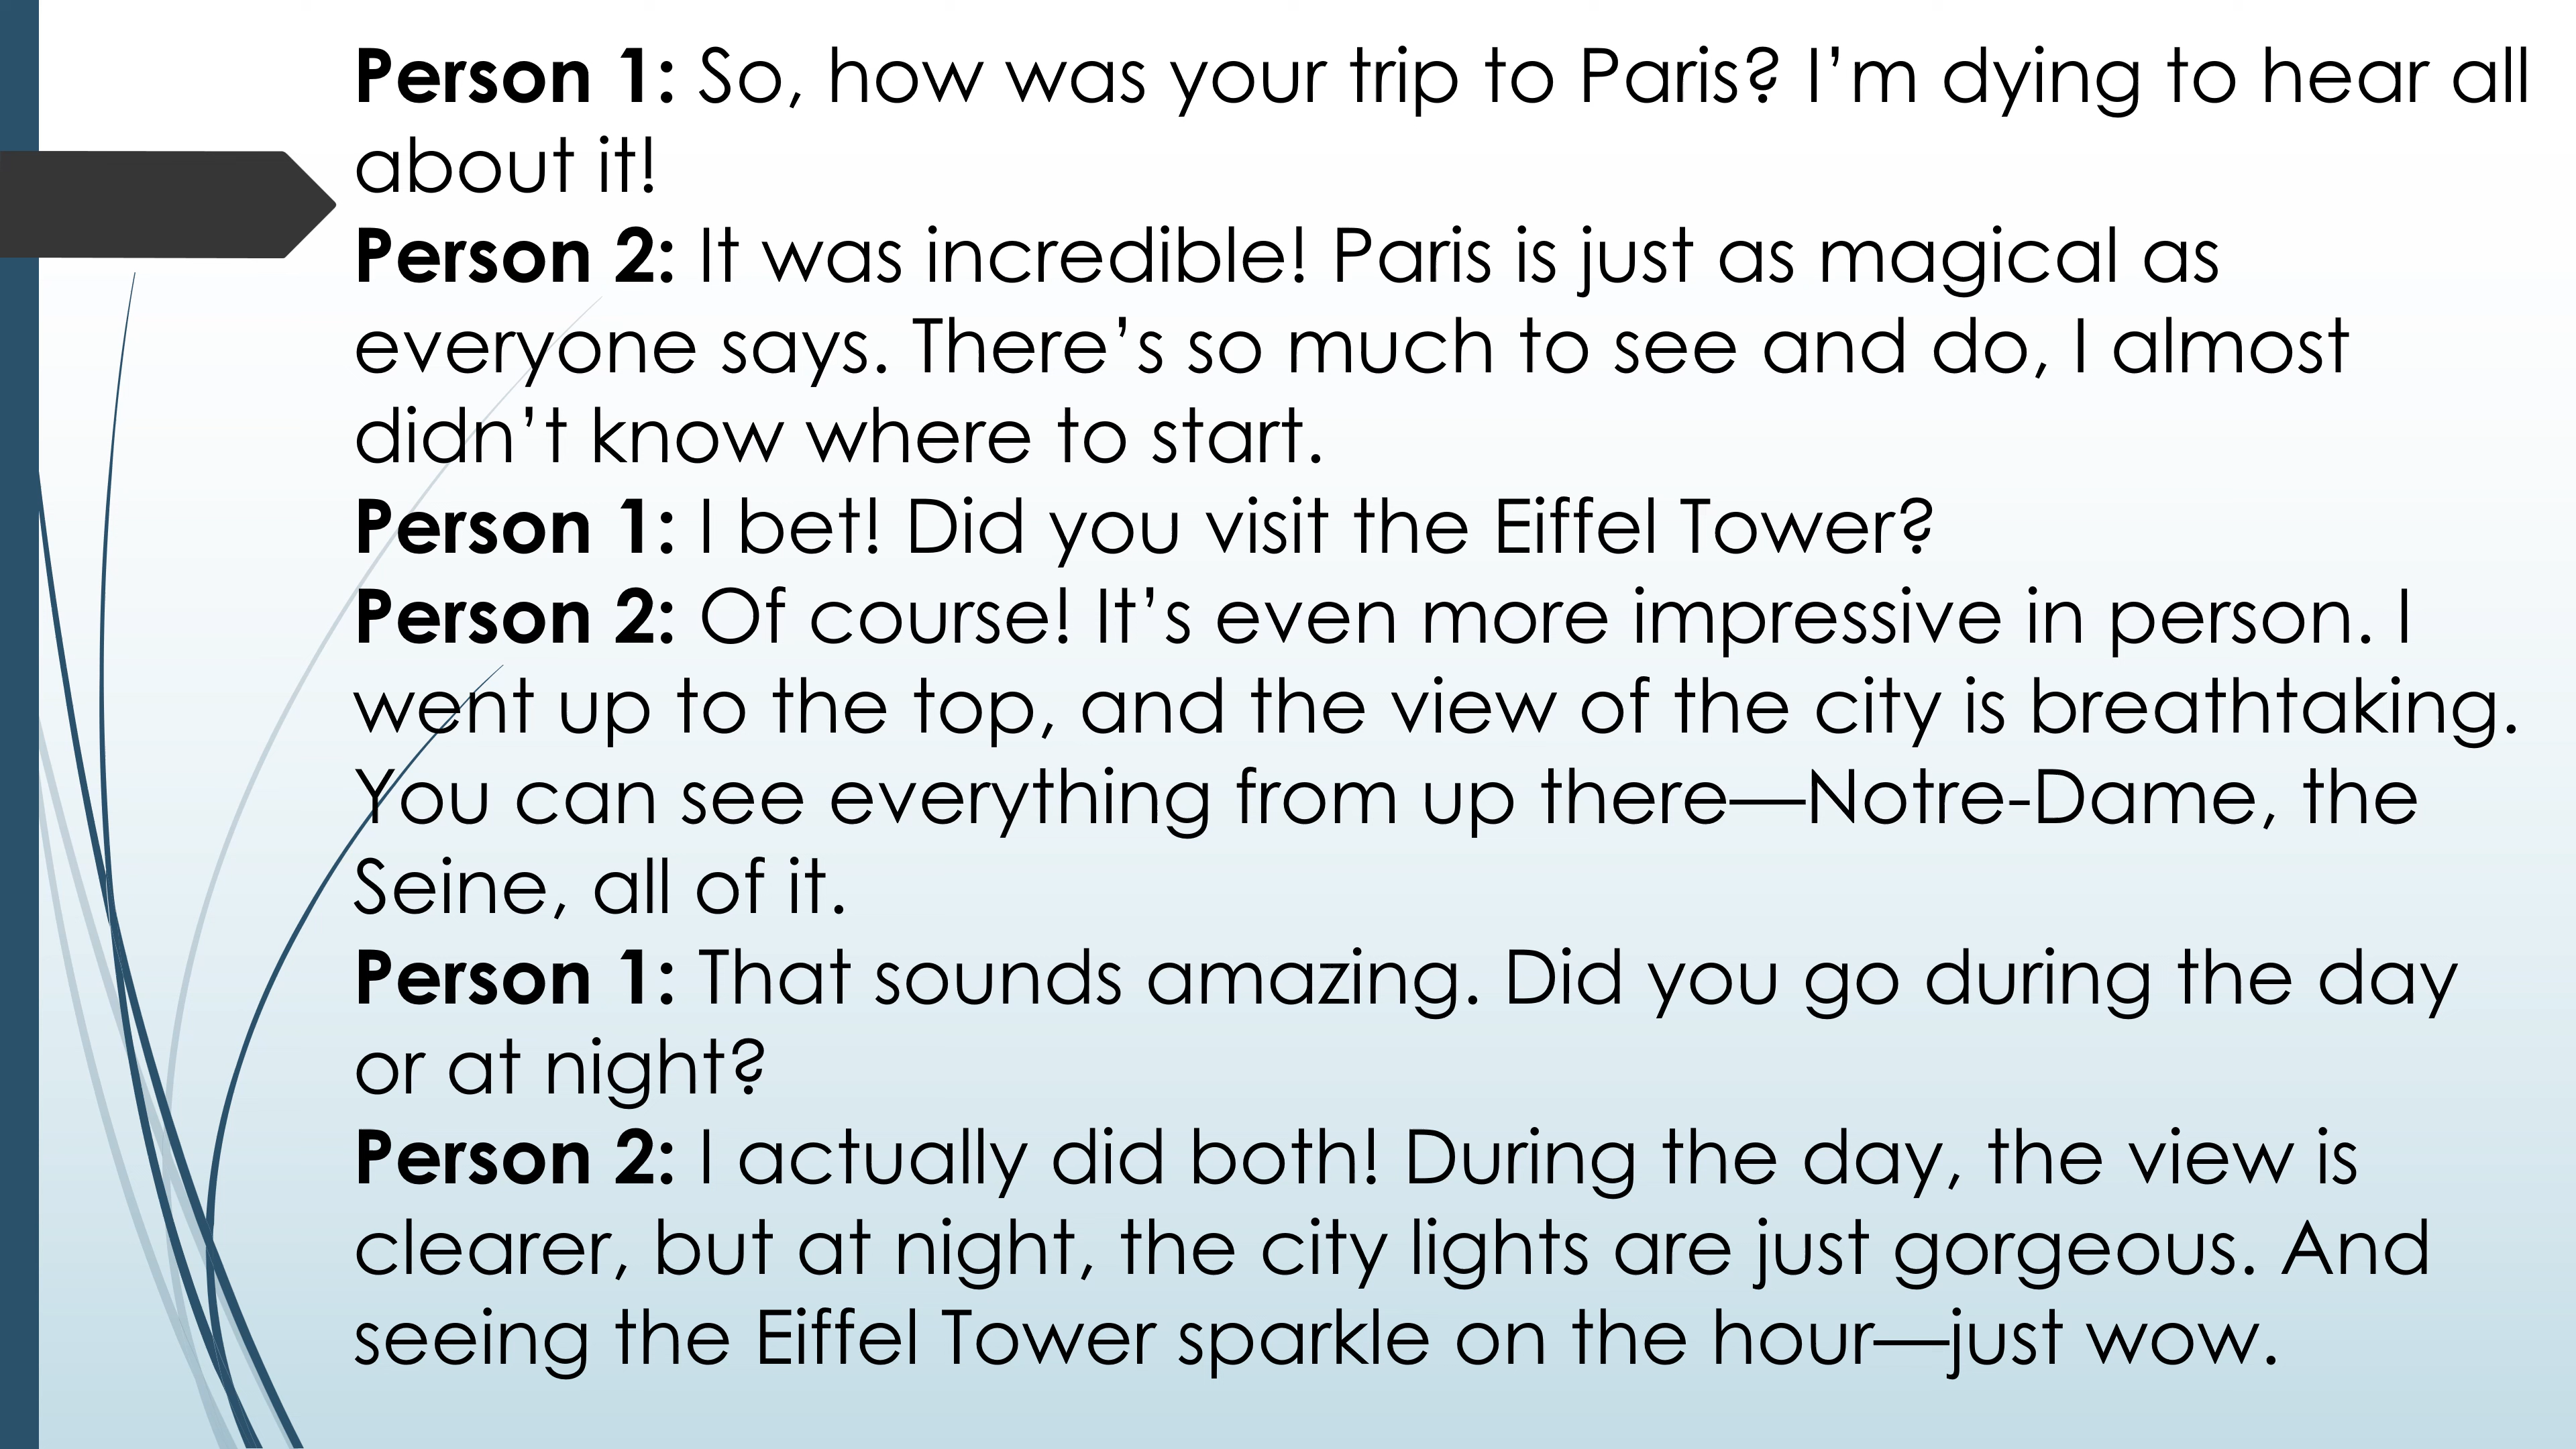 Person 1: So, how was your trip to Paris? I’m dying to hear all
about it!
Person 2: It was incredible! Paris is just as magical as
everyone says. There’s so much to see and do, I almost
didn’t know where to start.
Person 1: I bet! Did you visit the Eiffel Tower?
Person 2: Of course! It’s even more impressive in person. I
went up to the top, and the view of the city is breathtaking.
You can see everything from up there—Notre-Dame, the
Seine, all of it.
Person 1: That sounds amazing. Did you go during the day
or at night?
Person 2: I actually did both! During the day, the view is
clearer, but at night, the city lights are just gorgeous. And
seeing the Eiffel Tower sparkle on the hour—just wow.